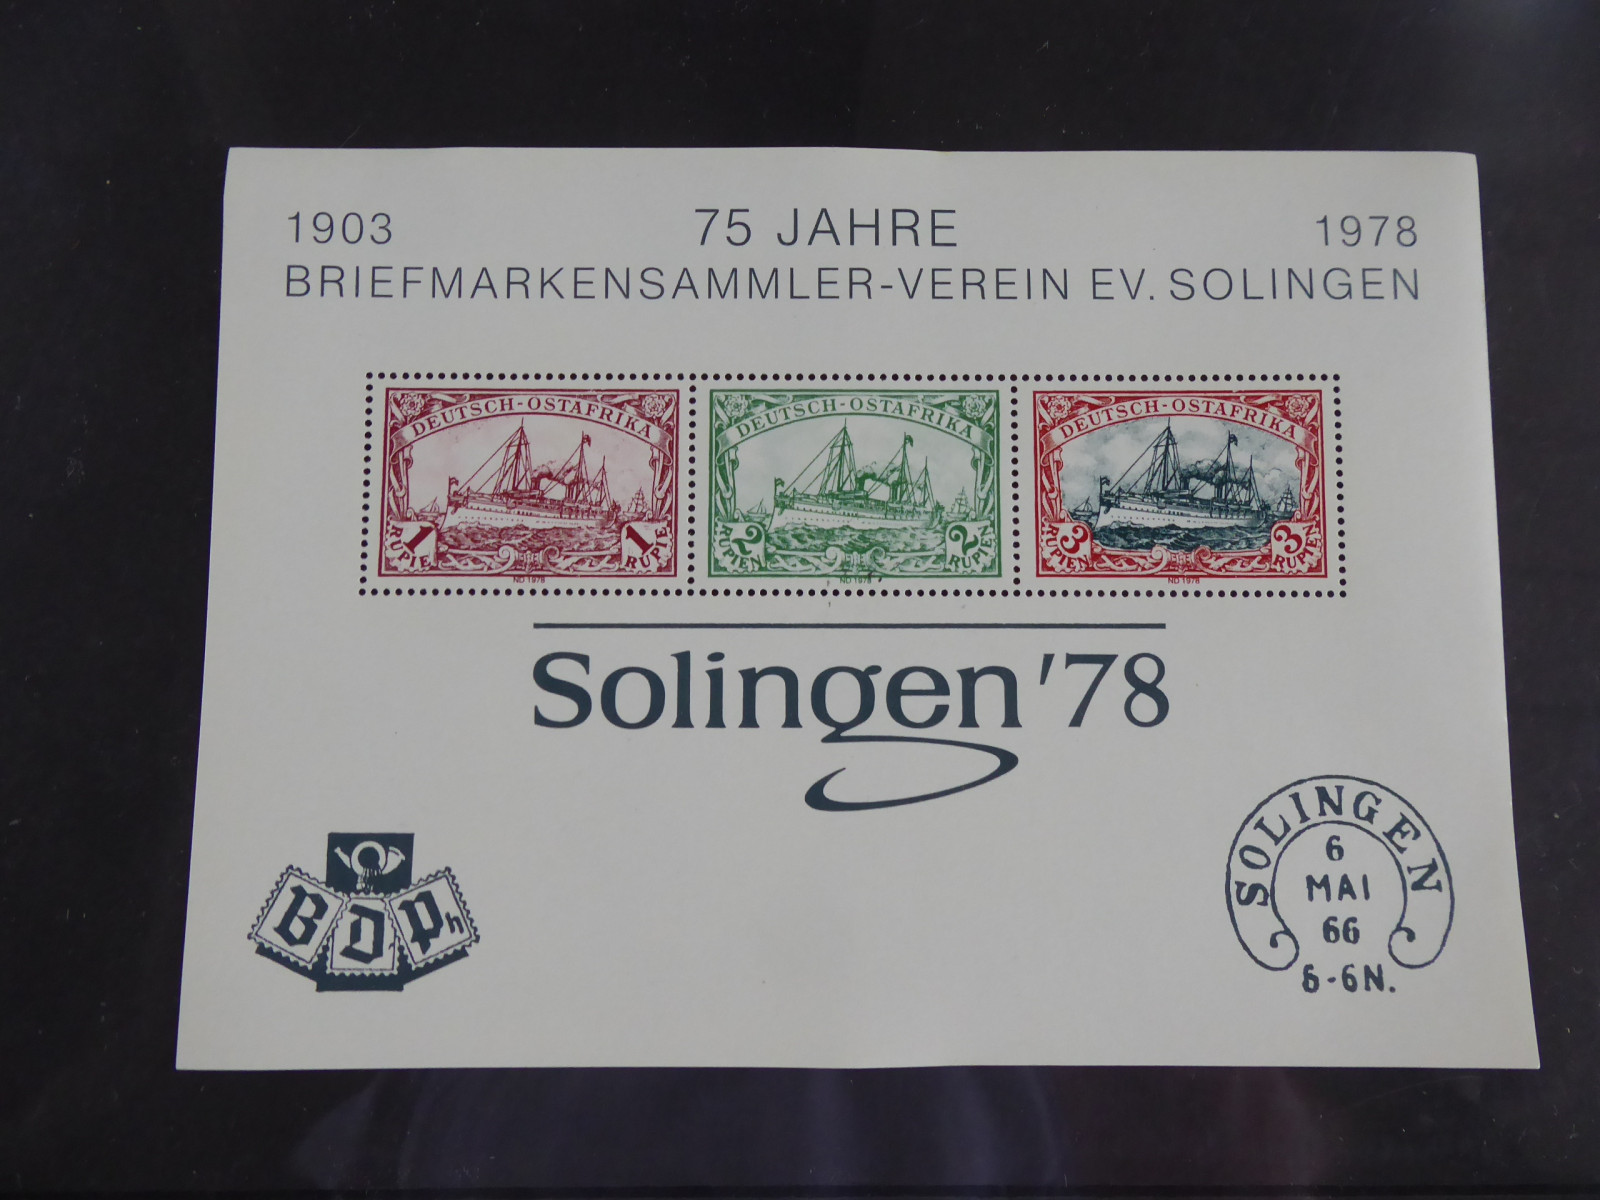 1903 75 JAHRE 1978
BRIEFMARKENSAMMLER-VEREIN EV. SOLINGEN
DEUTSCH-OSTAFRIKA
1 RUPIE 1 RUPIE
ND 1978
DEUTSCH-OSTAFRIKA
2 RUPIEN 2 RUPIEN
ND 1978
DEUTSCH-OSTAFRIKA
3 RUPIEN 3 RUPIEN
ND 1978
Solingen '78
BDPh
SOLINGEN
6
MAI
66
5-6N.